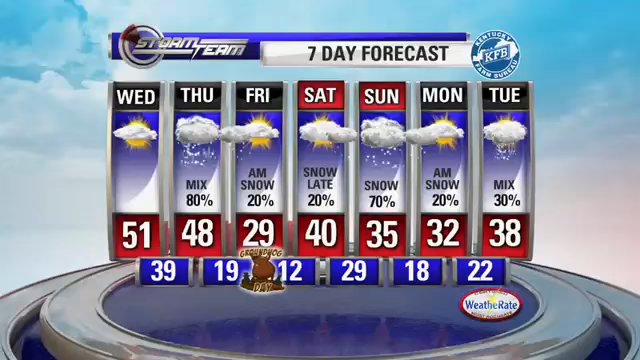 STORM TEAM
7 DAY FORECAST
KENTUCKY
KFB
FARM BUREAU
WED THU FRI SAT SUN MON TUE
MIX
80%
AM
SNOW
20%
SNOW
LATE
20%
SNOW
70%
AM
SNOW
20%
MIX
30%
51 48 29 40 35 32 38
GROUNDHOG
DAY
39 19 12 29 18 22
WeatheRate